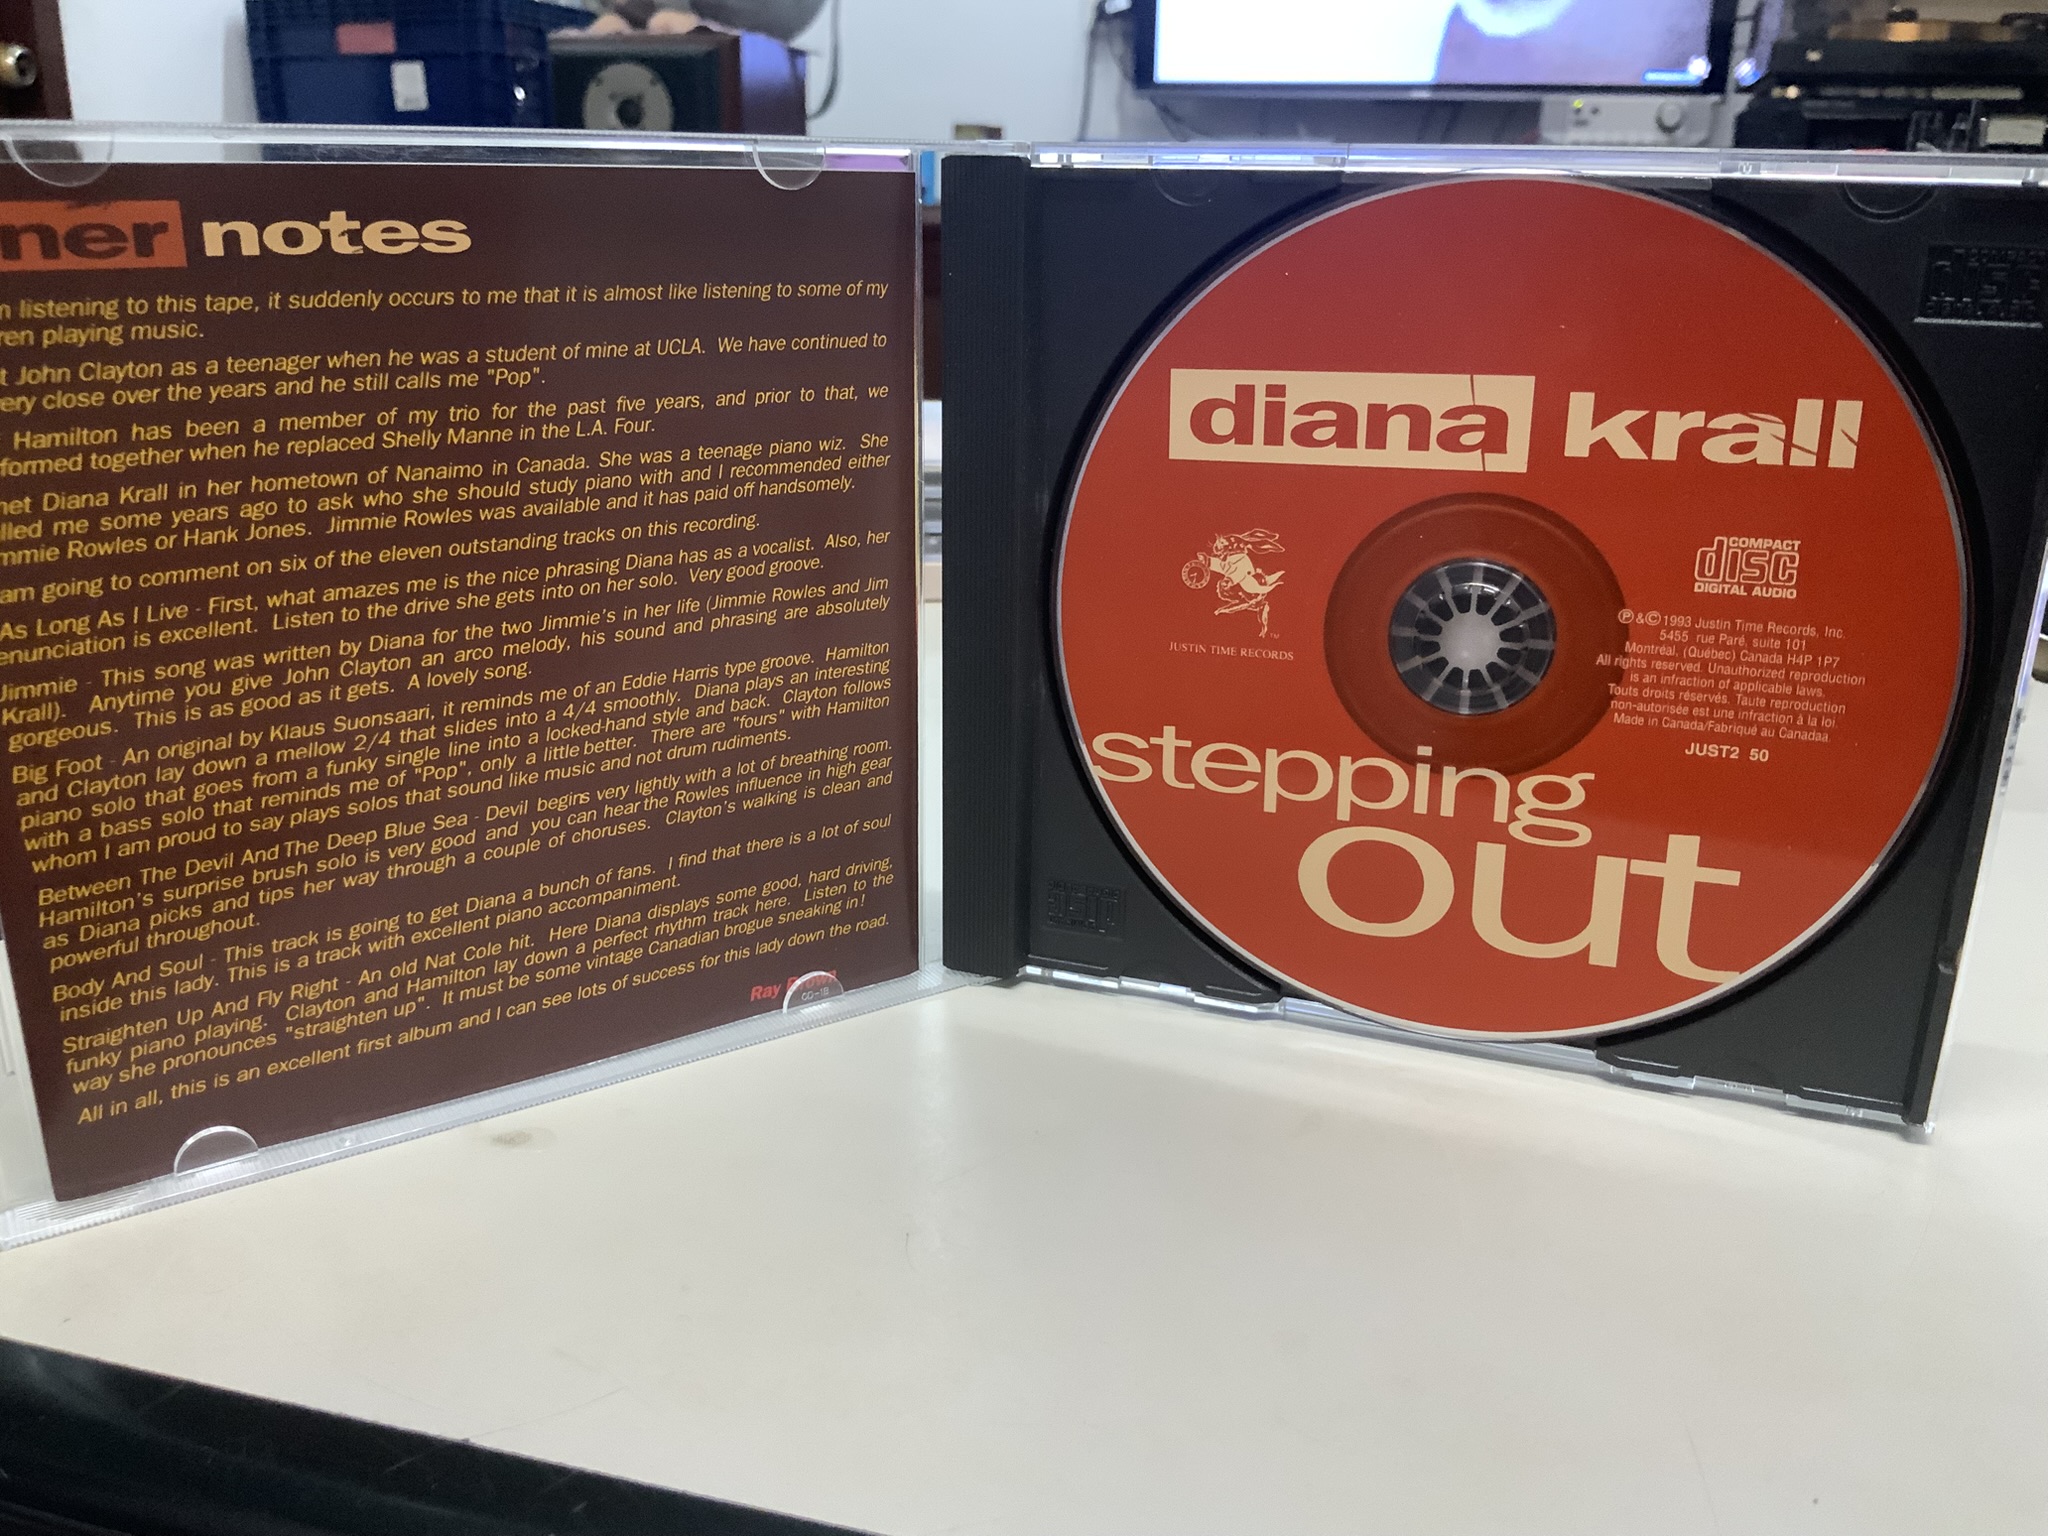 ner notes
n listening to this tape, it suddenly occurs to me that it is almost like listening to some of my
ren playing music.
t John Clayton as a teenager when he was a student of mine at UCLA. We have continued to
ery close over the years and he still calls me "Pop".
Hamilton has been a member of my trio for the past five years, and prior to that, we
formed together when he replaced Shelly Manne in the L.A. Four.
net Diana Krall in her hometown of Nanaimo in Canada. She was a teenage piano wiz. She
lled me some years ago to ask who she should study piano with and I recommended either
mmie Rowles or Hank Jones. Jimmie Rowles was available and it has paid off handsomely.
am going to comment on six of the eleven outstanding tracks on this recording.
As Long As I Live - First, what amazes me is the nice phrasing Diana has as a vocalist. Also, her
enunciation is excellent. Listen to the drive she gets into on her solo. Very good groove.
Jimmie - This song was written by Diana for the two Jimmie's in her life (Jimmie Rowles and Jim
Krall). Anytime you give John Clayton an arco melody, his sound and phrasing are absolutely
gorgeous. This is as good as it gets. A lovely song.
Big Foot - An original by Klaus Suonsaari, it reminds me of an Eddie Harris type groove. Hamilton
and Clayton lay down a mellow 2/4 that slides into a 4/4 smoothly. Diana plays an interesting
piano solo that goes from a funky single line into a locked-hand style and back. Clayton follows
with a bass solo that reminds me of "Pop", only a little better. There are "fours" with Hamilton
whom I am proud to say plays solos that sound like music and not drum rudiments.
Between The Devil And The Deep Blue Sea - Devil begins very lightly with a lot of breathing room.
Hamilton's surprise brush solo is very good and you can hear the Rowles influence in high gear
as Diana picks and tips her way through a couple of choruses. Clayton's walking is clean and
powerful throughout.
Body And Soul - This track is going to get Diana a bunch of fans. I find that there is a lot of soul
inside this lady. This is a track with excellent piano accompaniment.
Straighten Up And Fly Right - An old Nat Cole hit. Here Diana displays some good, hard driving,
funky piano playing. Clayton and Hamilton lay down a perfect rhythm track here. Listen to the
way she pronounces "straighten up". It must be some vintage Canadian brogue sneaking in!
All in all, this is an excellent first album and I can see lots of success for this lady down the road.
Ray Brown
CD-1B
diana krall
JUSTIN TIME RECORDS
TM
COMPACT
disc
DIGITAL AUDIO
℗ & © 1993 Justin Time Records, Inc.
5455 rue Paré, suite 101
Montréal, (Québec) Canada H4P 1P7
All rights reserved. Unauthorized reproduction
is an infraction of applicable laws.
Touts droits réservés. Taute reproduction
non-autorisée est une infraction à la loi.
Made in Canada/Fabriqué au Canadaa.
JUST2 50
stepping
out
COMPACT
disc